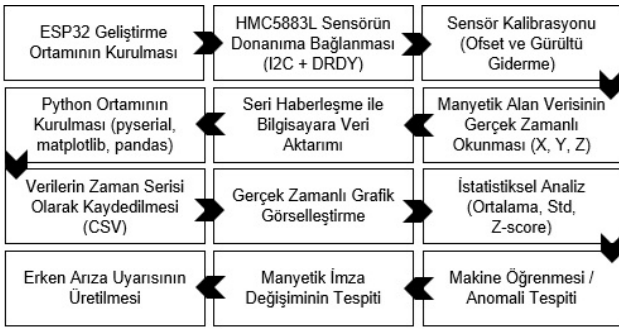 ESP32 Geliştirme
Ortamının Kurulması
HMC5883L Sensörün
Donanıma Bağlanması
(I2C + DRDY)
Sensör Kalibrasyonu
(Ofset ve Gürültü
Giderme)
Manyetik Alan Verisinin
Gerçek Zamanlı
Okunması (X, Y, Z)
Seri Haberleşme ile
Bilgisayara Veri
Aktarımı
Python Ortamının
Kurulması (pyserial,
matplotlib, pandas)
Verilerin Zaman Serisi
Olarak Kaydedilmesi
(CSV)
Gerçek Zamanlı Grafik
Görselleştirme
İstatistiksel Analiz
(Ortalama, Std,
Z-score)
Makine Öğrenmesi /
Anomali Tespiti
Manyetik İmza
Değişiminin Tespiti
Erken Arıza Uyarısının
Üretilmesi